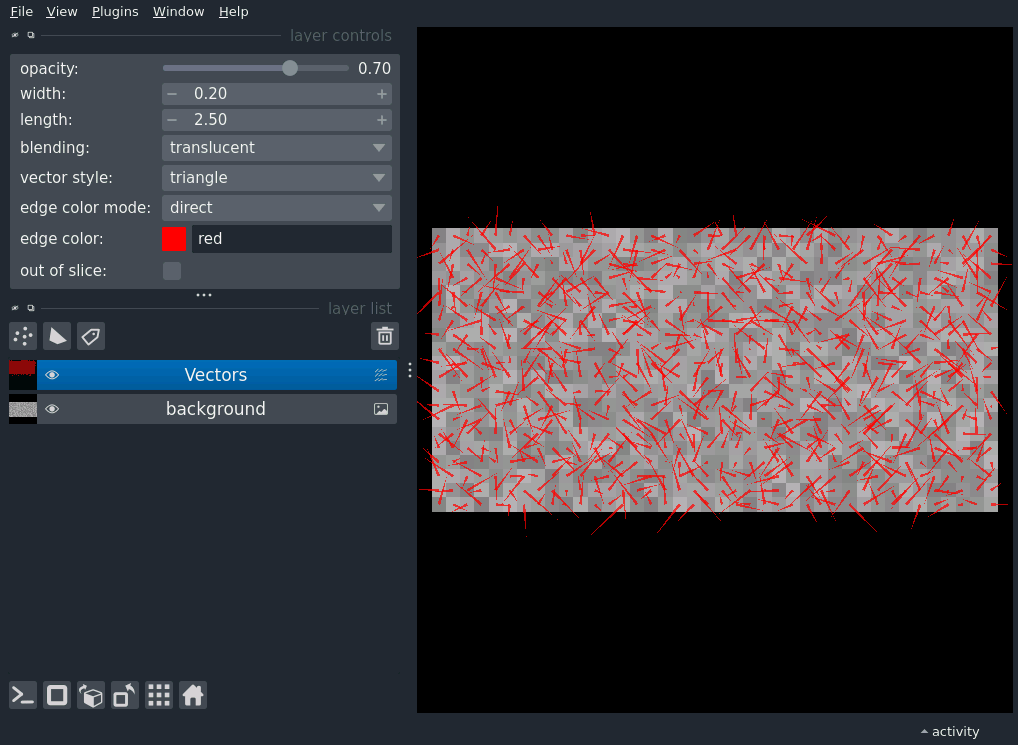 File View Plugins Window Help
layer controls
opacity: 0.70
width: 0.20
length: 2.50
blending: translucent
vector style: triangle
edge color mode: direct
edge color: red
out of slice:
layer list
Vectors
background
activity